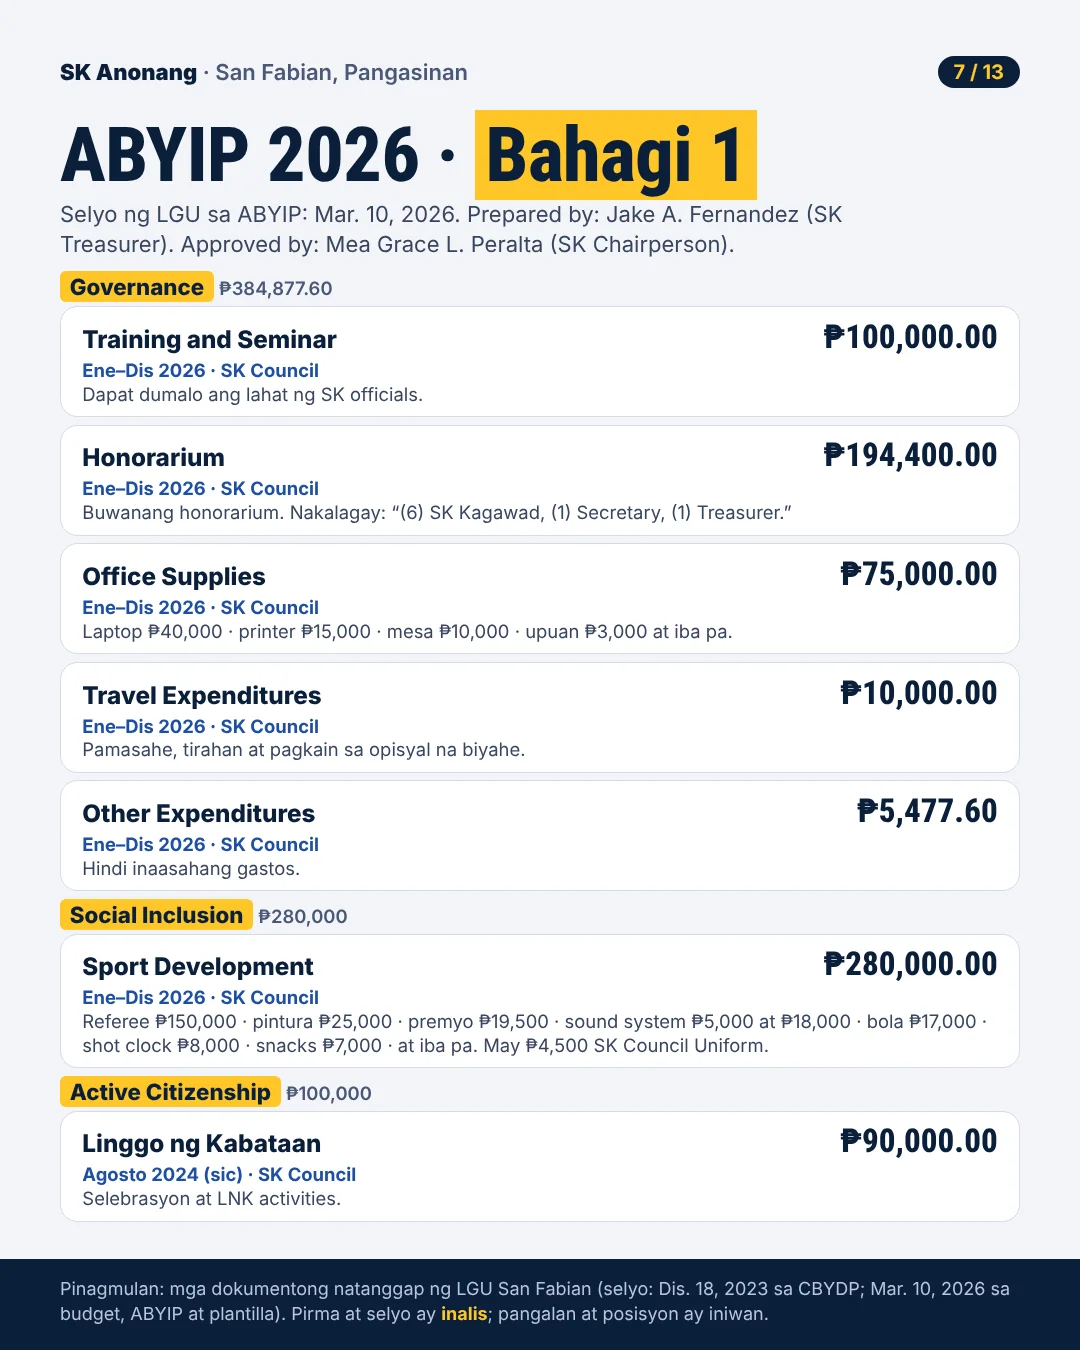 SK Anonang · San Fabian, Pangasinan
7 / 13
ABYIP 2026 · Bahagi 1
Selyo ng LGU sa ABYIP: Mar. 10, 2026. Prepared by: Jake A. Fernandez (SK
Treasurer). Approved by: Mea Grace L. Peralta (SK Chairperson).
Governance ₱384,877.60
Training and Seminar ₱100,000.00
Ene–Dis 2026 · SK Council
Dapat dumalo ang lahat ng SK officials.
Honorarium ₱194,400.00
Ene–Dis 2026 · SK Council
Buwanang honorarium. Nakalagay: “(6) SK Kagawad, (1) Secretary, (1) Treasurer.”
Office Supplies ₱75,000.00
Ene–Dis 2026 · SK Council
Laptop ₱40,000 · printer ₱15,000 · mesa ₱10,000 · upuan ₱3,000 at iba pa.
Travel Expenditures ₱10,000.00
Ene–Dis 2026 · SK Council
Pamasahe, tirahan at pagkain sa opisyal na biyahe.
Other Expenditures ₱5,477.60
Ene–Dis 2026 · SK Council
Hindi inaasahang gastos.
Social Inclusion ₱280,000
Sport Development ₱280,000.00
Ene–Dis 2026 · SK Council
Referee ₱150,000 · pintura ₱25,000 · premyo ₱19,500 · sound system ₱5,000 at ₱18,000 · bola ₱17,000 ·
shot clock ₱8,000 · snacks ₱7,000 · at iba pa. May ₱4,500 SK Council Uniform.
Active Citizenship ₱100,000
Linggo ng Kabataan ₱90,000.00
Agosto 2024 (sic) · SK Council
Selebrasyon at LNK activities.
Pinagmulan: mga dokumentong natanggap ng LGU San Fabian (selyo: Dis. 18, 2023 sa CBYDP; Mar. 10, 2026 sa
budget, ABYIP at plantilla). Pirma at selyo ay inalis; pangalan at posisyon ay iniwan.